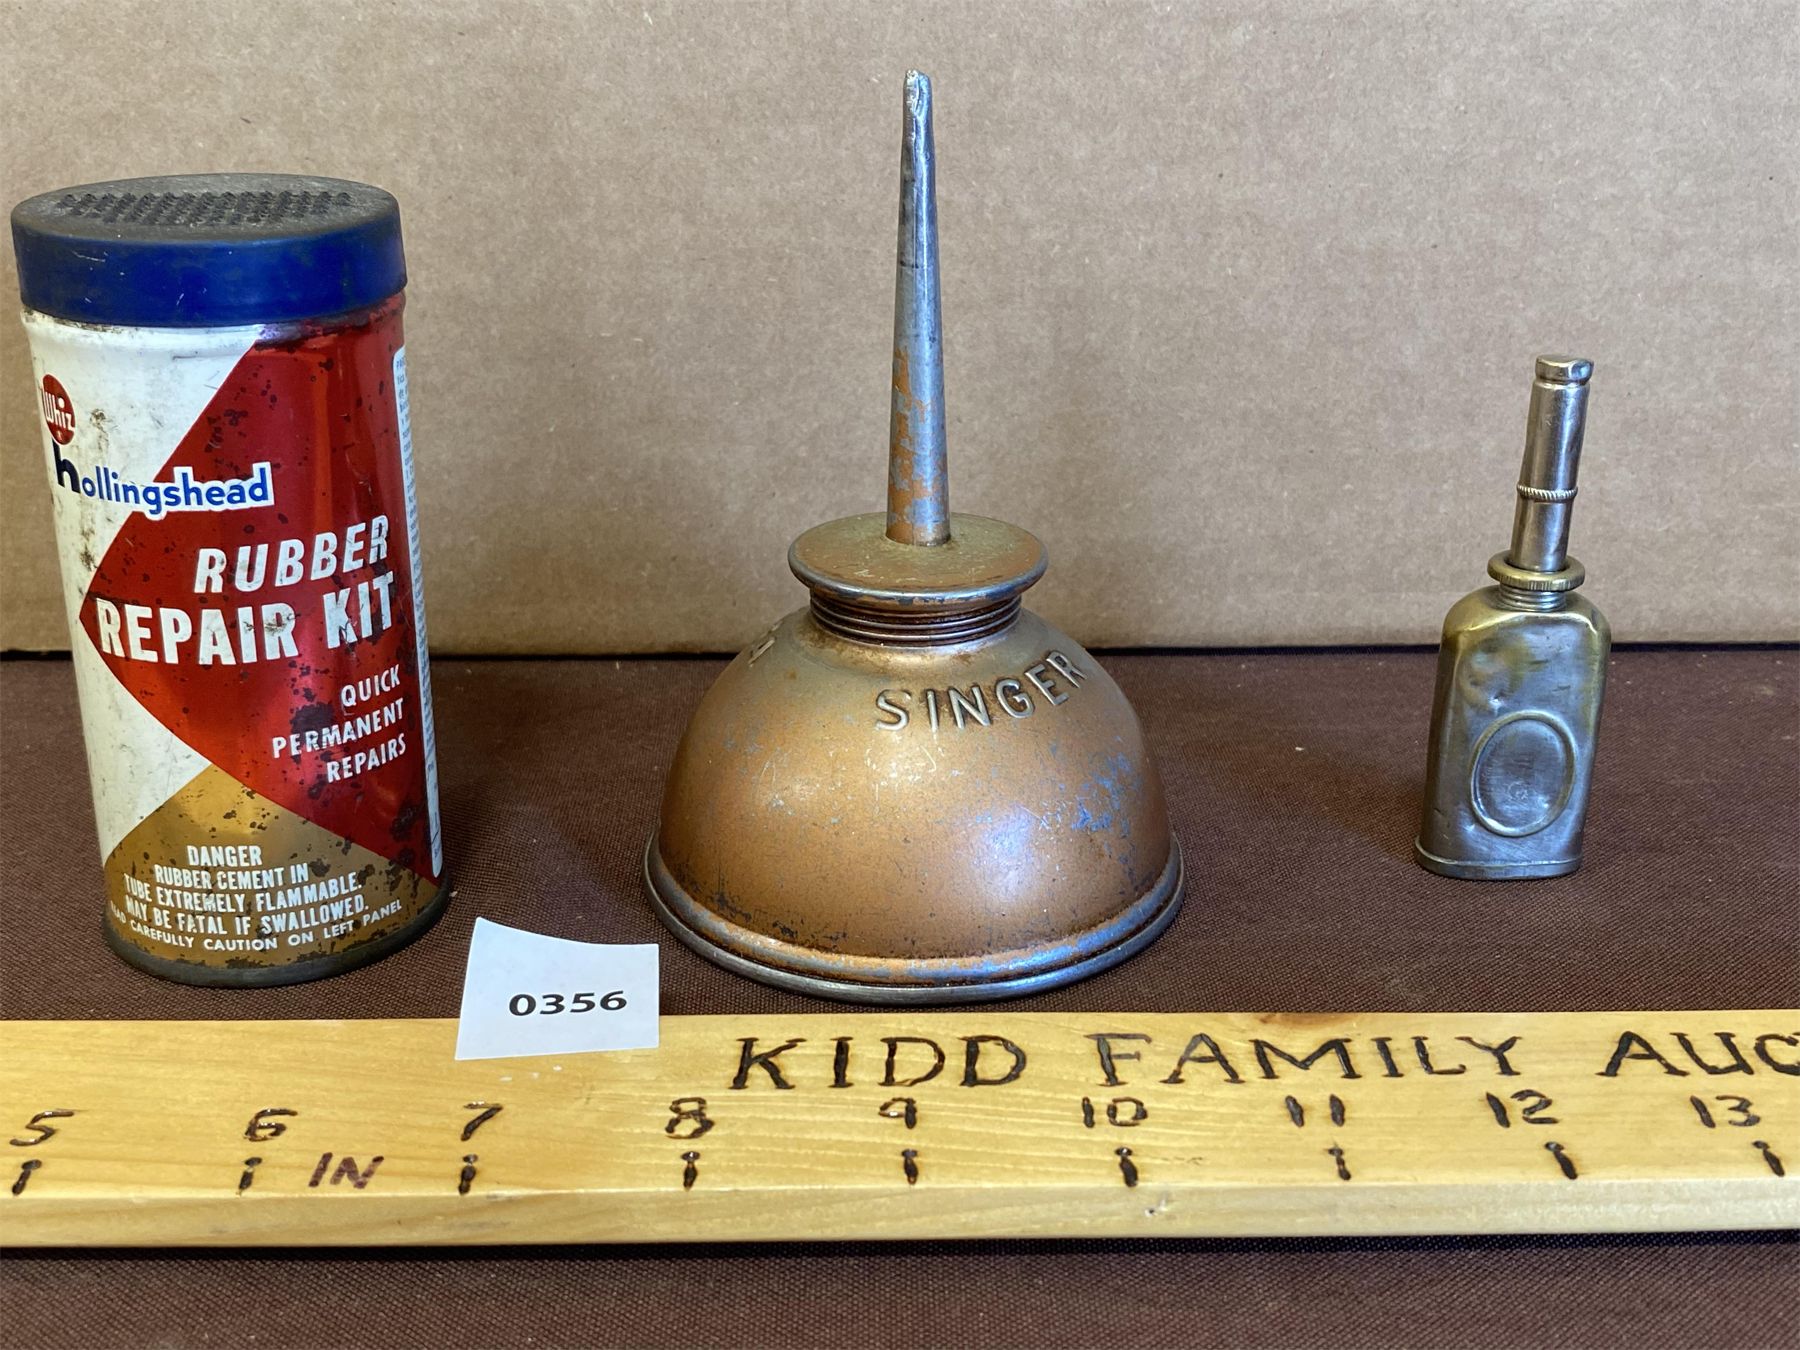 Whiz
hollingshead
RUBBER
REPAIR KIT
QUICK
PERMANENT
REPAIRS
DANGER
RUBBER CEMENT IN
TUBE EXTREMELY FLAMMABLE.
MAY BE FATAL IF SWALLOWED.
CAREFULLY CAUTION ON LEFT PANEL
SINGER
0356
KIDD FAMILY
5 6 7 8 9 10 11 12 13
IN